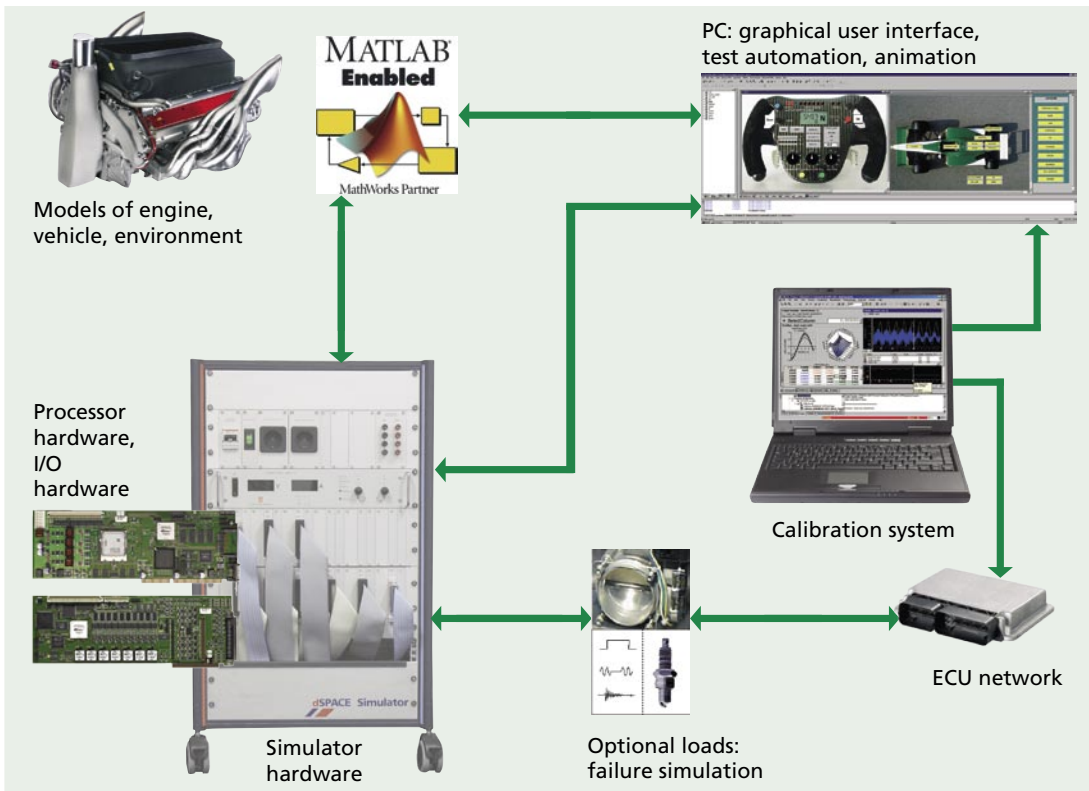 MATLAB®
Enabled
MathWorks Partner
PC: graphical user interface,
test automation, animation
Models of engine,
vehicle, environment
Processor
hardware,
I/O
hardware
Calibration system
ECU network
dSPACE Simulator
Simulator
hardware
Optional loads:
failure simulation